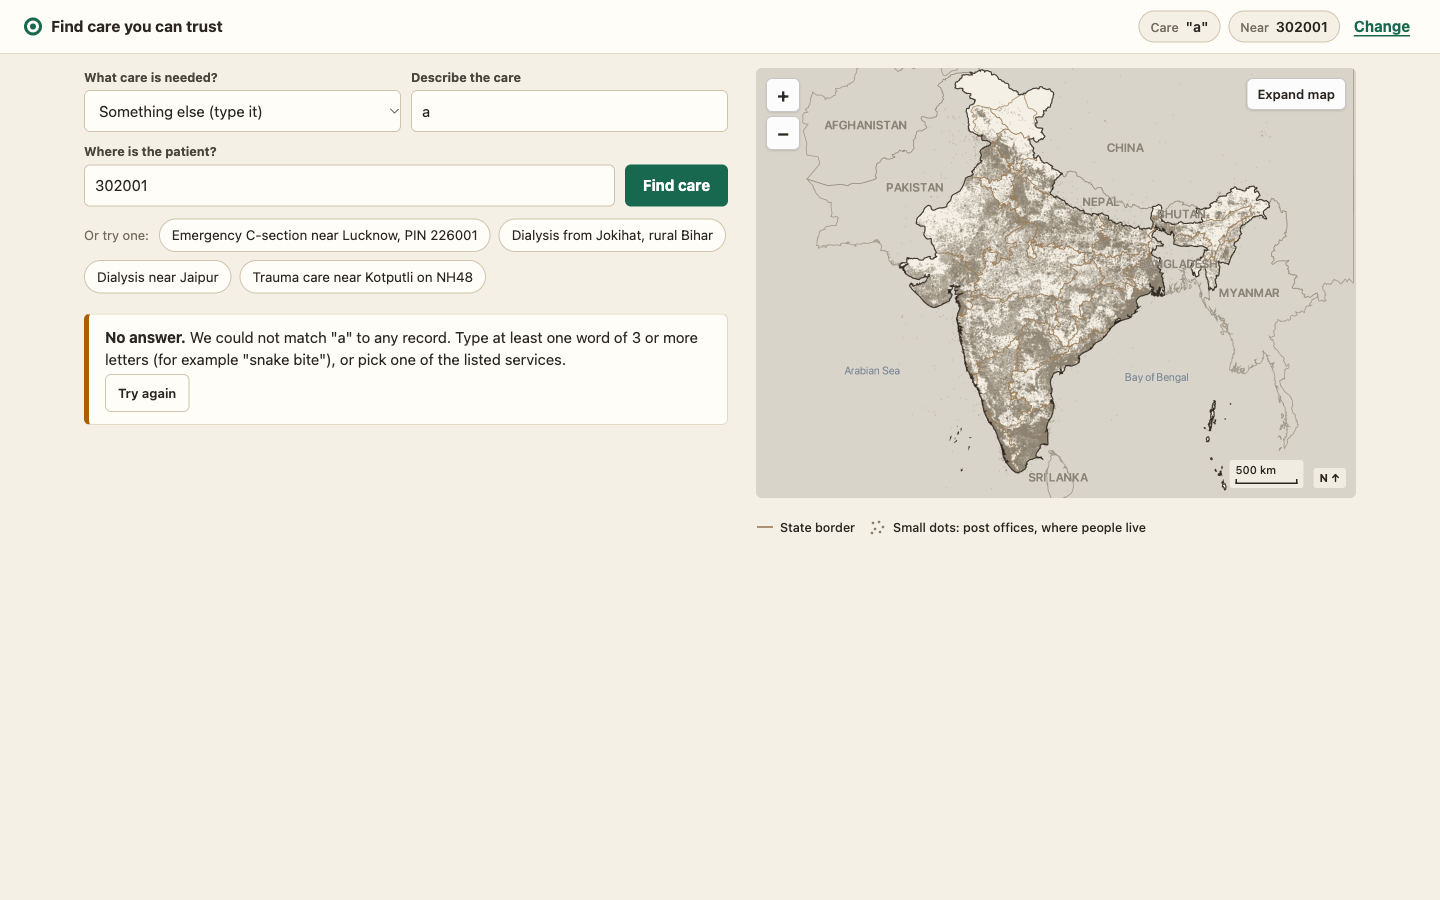 Find care you can trust
Care "a"
Near 302001
Change
What care is needed?
Describe the care
Something else (type it)
a
Where is the patient?
302001
Find care
Or try one:
Emergency C-section near Lucknow, PIN 226001
Dialysis from Jokihat, rural Bihar
Dialysis near Jaipur
Trauma care near Kotputli on NH48
No answer. We could not match "a" to any record. Type at least one word of 3 or more
letters (for example "snake bite"), or pick one of the listed services.
Try again
+
−
Expand map
AFGHANISTAN
CHINA
PAKISTAN
NEPAL
BHUTAN
MYANMAR
Arabian Sea
Bay of Bengal
SRI LANKA
500 km
N ↑
State border
Small dots: post offices, where people live